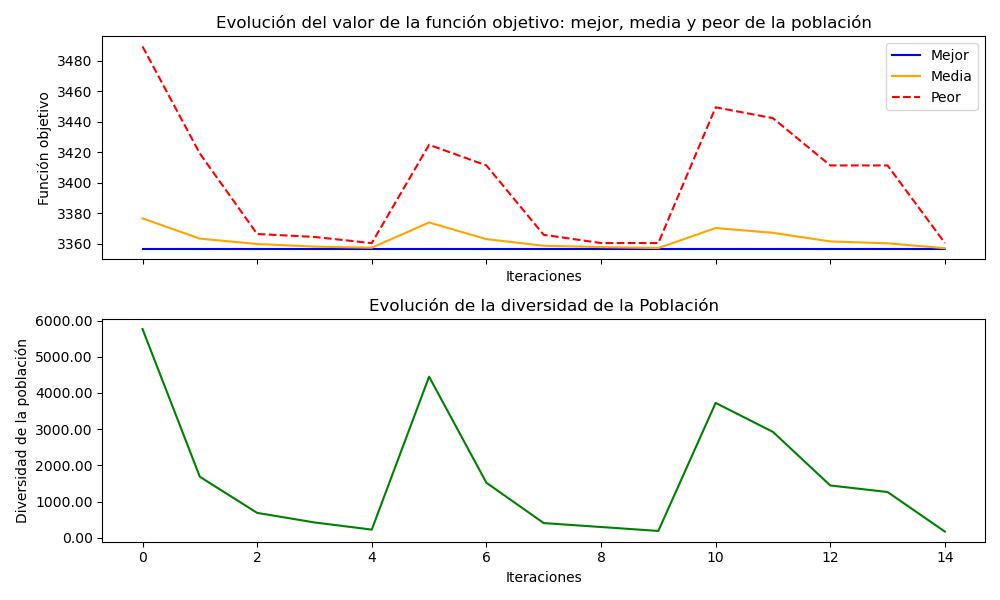 Evolución del valor de la función objetivo: mejor, media y peor de la población
Función objetivo
3480
3460
3440
3420
3400
3380
3360
Mejor
Media
Peor
Iteraciones
Evolución de la diversidad de la Población
Diversidad de la población
6000.00
5000.00
4000.00
3000.00
2000.00
1000.00
0.00
0 2 4 6 8 10 12 14
Iteraciones